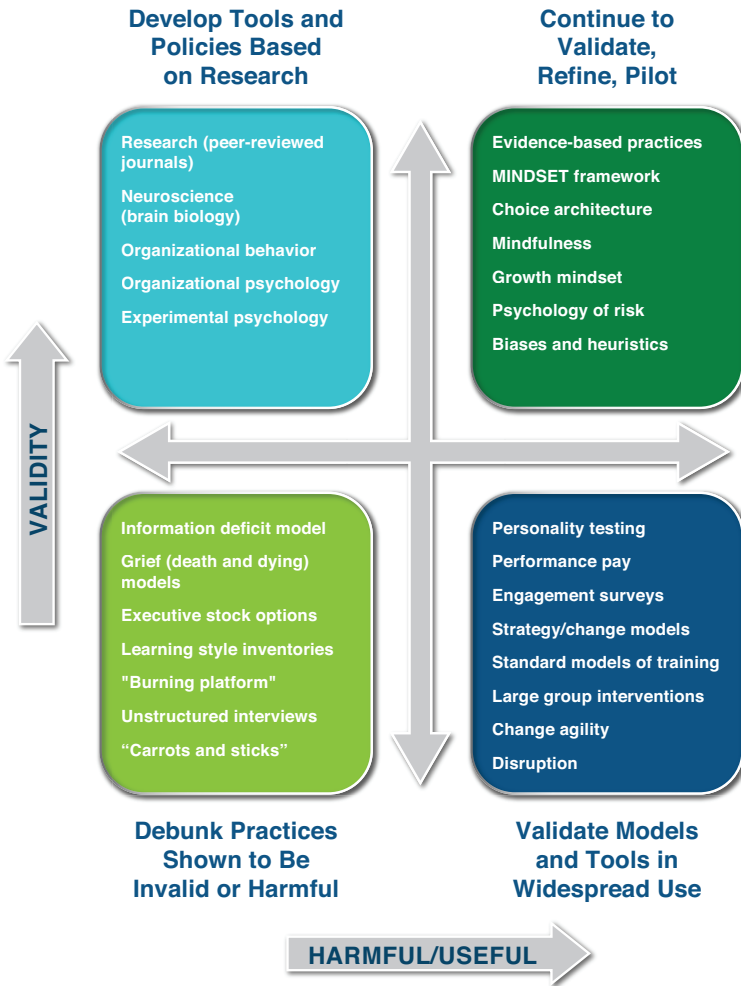 Develop Tools and
Policies Based
on Research
Continue to
Validate,
Refine, Pilot
Research (peer-reviewed
journals)
Neuroscience
(brain biology)
Organizational behavior
Organizational psychology
Experimental psychology
Evidence-based practices
MINDSET framework
Choice architecture
Mindfulness
Growth mindset
Psychology of risk
Biases and heuristics
VALIDITY
Information deficit model
Grief (death and dying)
models
Executive stock options
Learning style inventories
"Burning platform"
Unstructured interviews
“Carrots and sticks”
Personality testing
Performance pay
Engagement surveys
Strategy/change models
Standard models of training
Large group interventions
Change agility
Disruption
Debunk Practices
Shown to Be
Invalid or Harmful
Validate Models
and Tools in
Widespread Use
HARMFUL/USEFUL